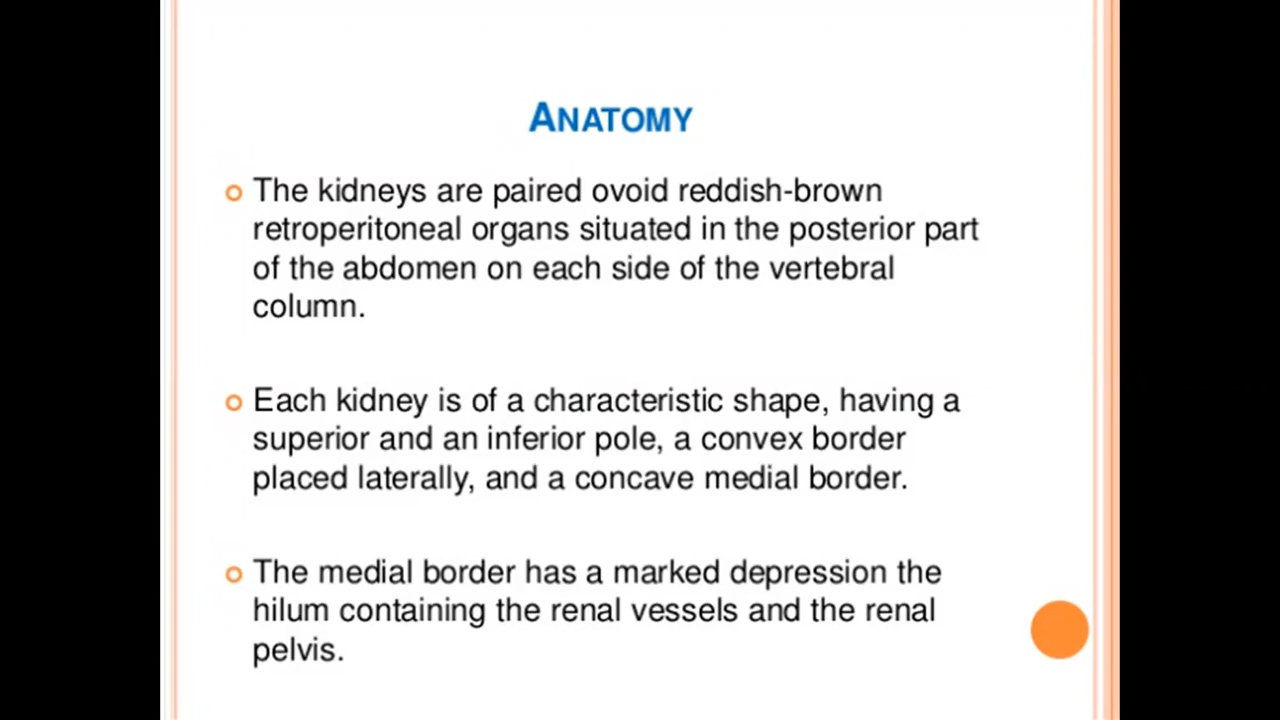 ANATOMY
The kidneys are paired ovoid reddish-brown
retroperitoneal organs situated in the posterior part
of the abdomen on each side of the vertebral
column.
Each kidney is of a characteristic shape, having a
superior and an inferior pole, a convex border
placed laterally, and a concave medial border.
The medial border has a marked depression the
hilum containing the renal vessels and the renal
pelvis.